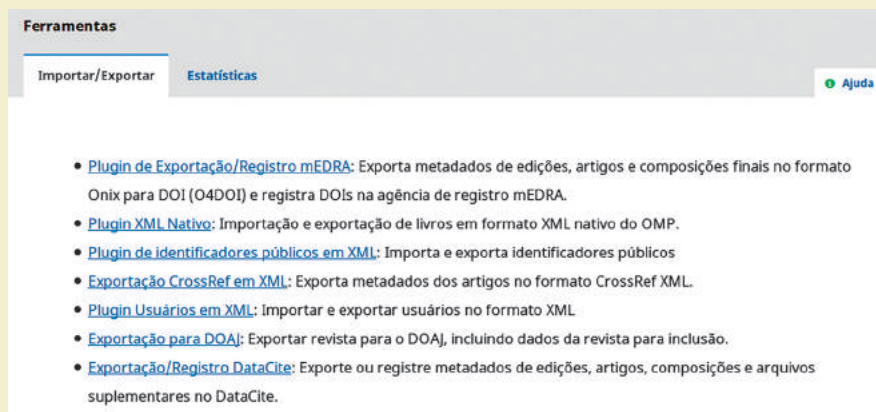 Ferramentas
Importar/Exportar Estatísticas
Ajuda
• Plugin de Exportação/Registro mEDRA: Exporta metadados de edições, artigos e composições finais no formato
Onix para DOI (O4DOI) e registra DOIs na agência de registro mEDRA.
• Plugin XML Nativo: Importação e exportação de livros em formato XML nativo do OMP.
• Plugin de identificadores públicos em XML: Importa e exporta identificadores públicos
• Exportação CrossRef em XML: Exporta metadados dos artigos no formato CrossRef XML.
• Plugin Usuários em XML: Importar e exportar usuários no formato XML
• Exportação para DOAJ: Exportar revista para o DOAJ, incluindo dados da revista para inclusão.
• Exportação/Registro DataCite: Exporte ou registre metadados de edições, artigos, composições e arquivos
suplementares no DataCite.